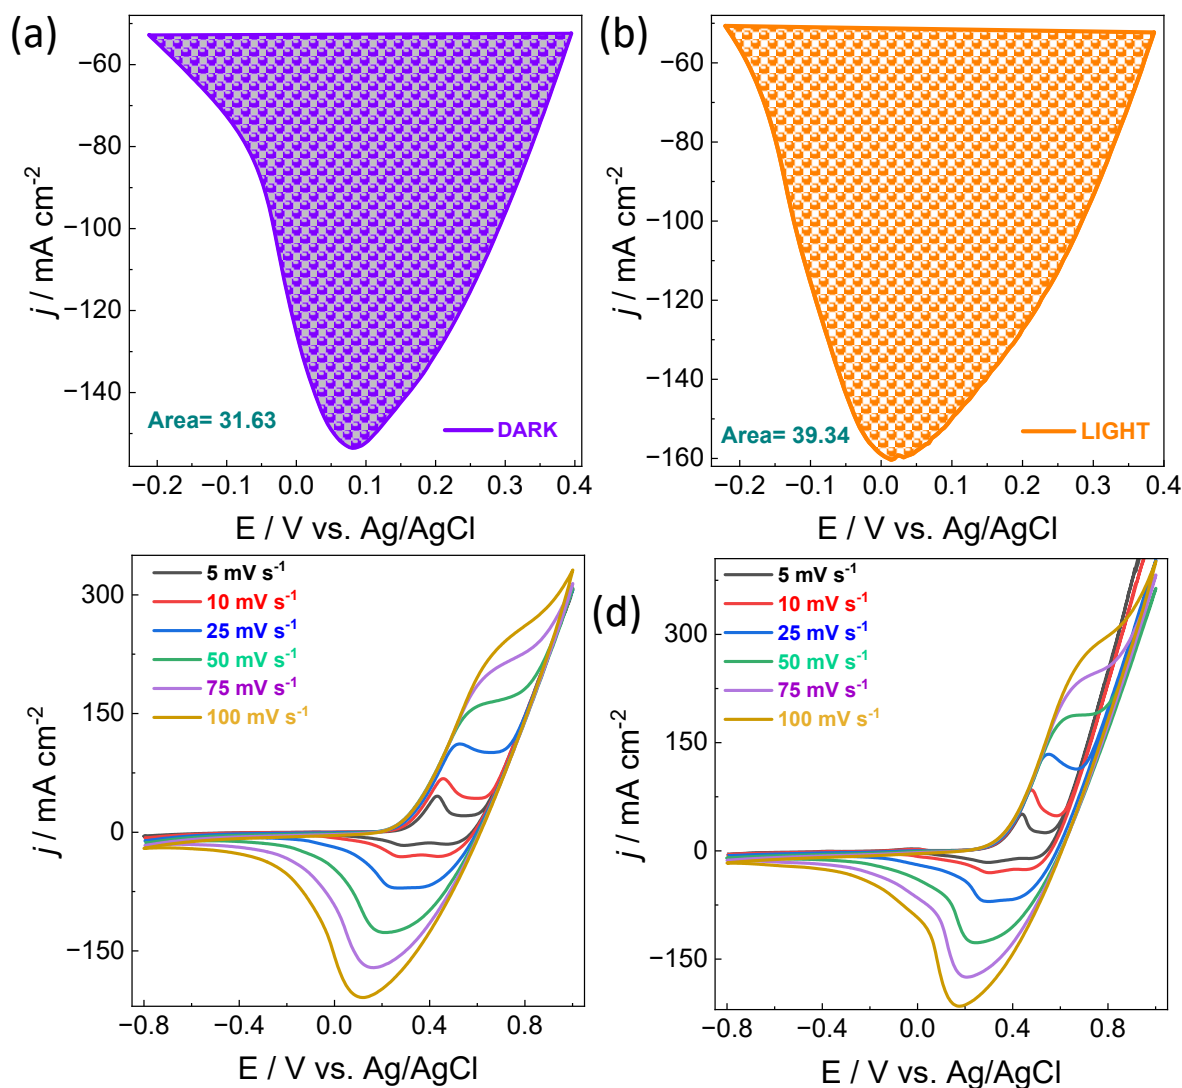 (a)
j / mA cm⁻²
−60
−80
−100
−120
−140
Area= 31.63
DARK
−0.2 −0.1 0.0 0.1 0.2 0.3 0.4
E / V vs. Ag/AgCl
(b)
−60
−80
−100
−120
−140
−160
j / mA cm⁻²
Area= 39.34
LIGHT
−0.2 −0.1 0.0 0.1 0.2 0.3 0.4
E / V vs. Ag/AgCl
j / mA cm⁻²
300
150
0
−150
5 mV s⁻¹
10 mV s⁻¹
25 mV s⁻¹
50 mV s⁻¹
75 mV s⁻¹
100 mV s⁻¹
−0.8 −0.4 0.0 0.4 0.8
E / V vs. Ag/AgCl
(d)
j / mA cm⁻²
300
150
0
−150
5 mV s⁻¹
10 mV s⁻¹
25 mV s⁻¹
50 mV s⁻¹
75 mV s⁻¹
100 mV s⁻¹
−0.8 −0.4 0.0 0.4 0.8
E / V vs. Ag/AgCl